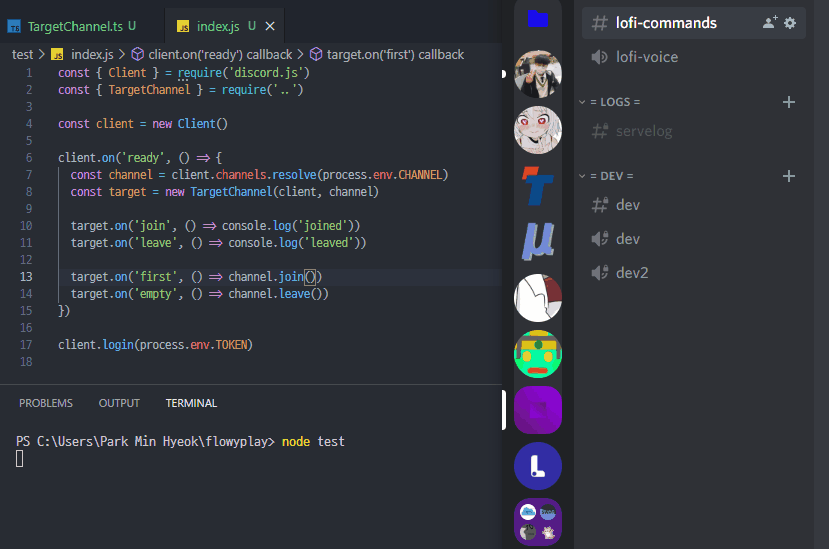 TS TargetChannel.ts U
JS index.js U ×
test > JS index.js > client.on('ready') callback > target.on('first') callback
1 const { Client } = require('discord.js')
2 const { TargetChannel } = require('..')
3
4 const client = new Client()
5
6 client.on('ready', () => {
7 const channel = client.channels.resolve(process.env.CHANNEL)
8 const target = new TargetChannel(client, channel)
9
10 target.on('join', () => console.log('joined'))
11 target.on('leave', () => console.log('leaved'))
12
13 target.on('first', () => channel.join())
14 target.on('empty', () => channel.leave())
15 })
16
17 client.login(process.env.TOKEN)
18
PROBLEMS OUTPUT TERMINAL
PS C:\Users\Park Min Hyeok\flowyplay> node test
T
μ
L
# lofi-commands
lofi-voice
= LOGS = +
# servelog
= DEV = +
# dev
dev
dev2